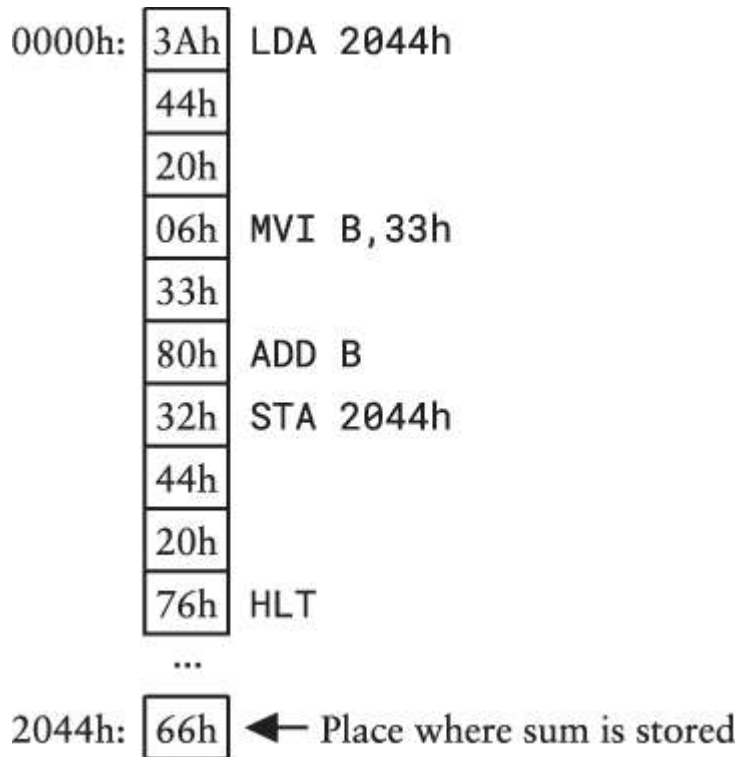 0000h: 3Ah LDA 2044h
44h
20h
06h MVI B,33h
33h
80h ADD B
32h STA 2044h
44h
20h
76h HLT
...
2044h: 66h Place where sum is stored